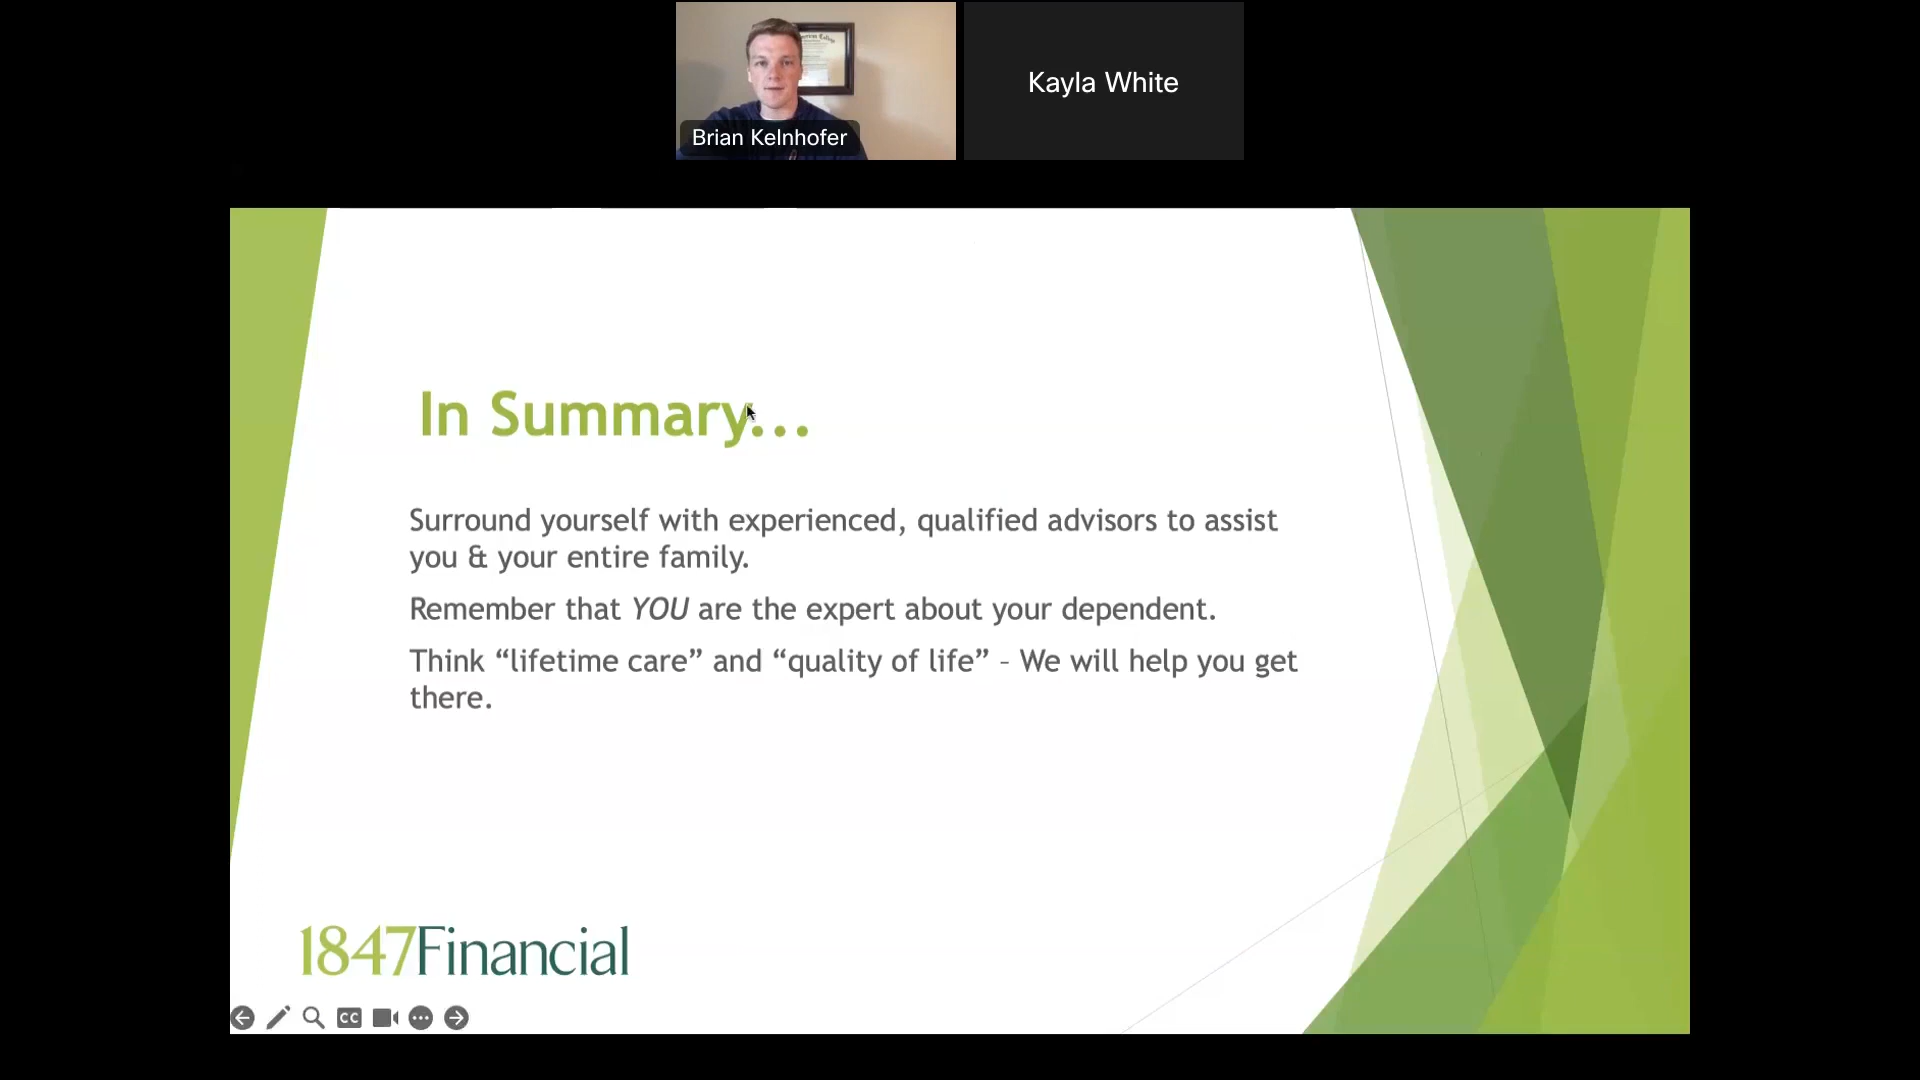 Brian Kelnhofer
Kayla White
In Summary...
Surround yourself with experienced, qualified advisors to assist
you & your entire family.
Remember that YOU are the expert about your dependent.
Think “lifetime care” and “quality of life” – We will help you get
there.
1847Financial
CC